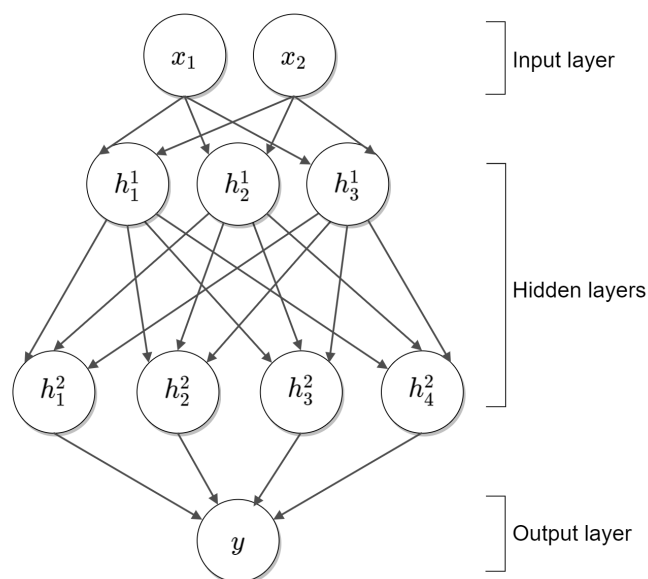 x₁ x₂ Input layer
h₁¹ h₂¹ h₃¹
Hidden layers
h₁² h₂² h₃² h₄²
y Output layer